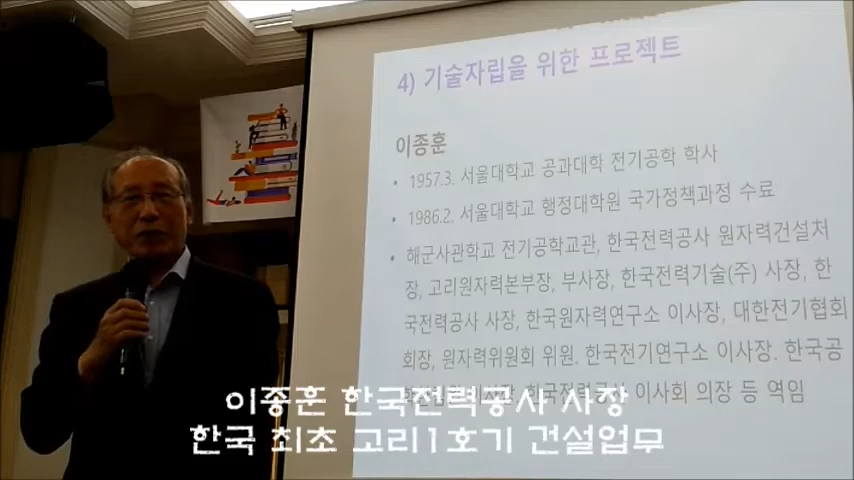 4) 기술자립을 위한 프로젝트
이종훈
• 1957.3. 서울대학교 공과대학 전기공학 학사
• 1986.2. 서울대학교 행정대학원 국가정책과정 수료
• 해군사관학교 전기공학교관, 한국전력공사 원자력건설처
장, 고리원자력본부장, 부사장, 한국전력기술(주) 사장, 한
국전력공사 사장, 한국원자력연구소 이사장, 대한전기협회
회장, 원자력위원회 위원. 한국전기연구소 이사장. 한국공
이사장, 한국전력공사 이사회 의장 등 역임
이종훈 한국전력공사 사장
한국 최초 고리1호기 건설업무